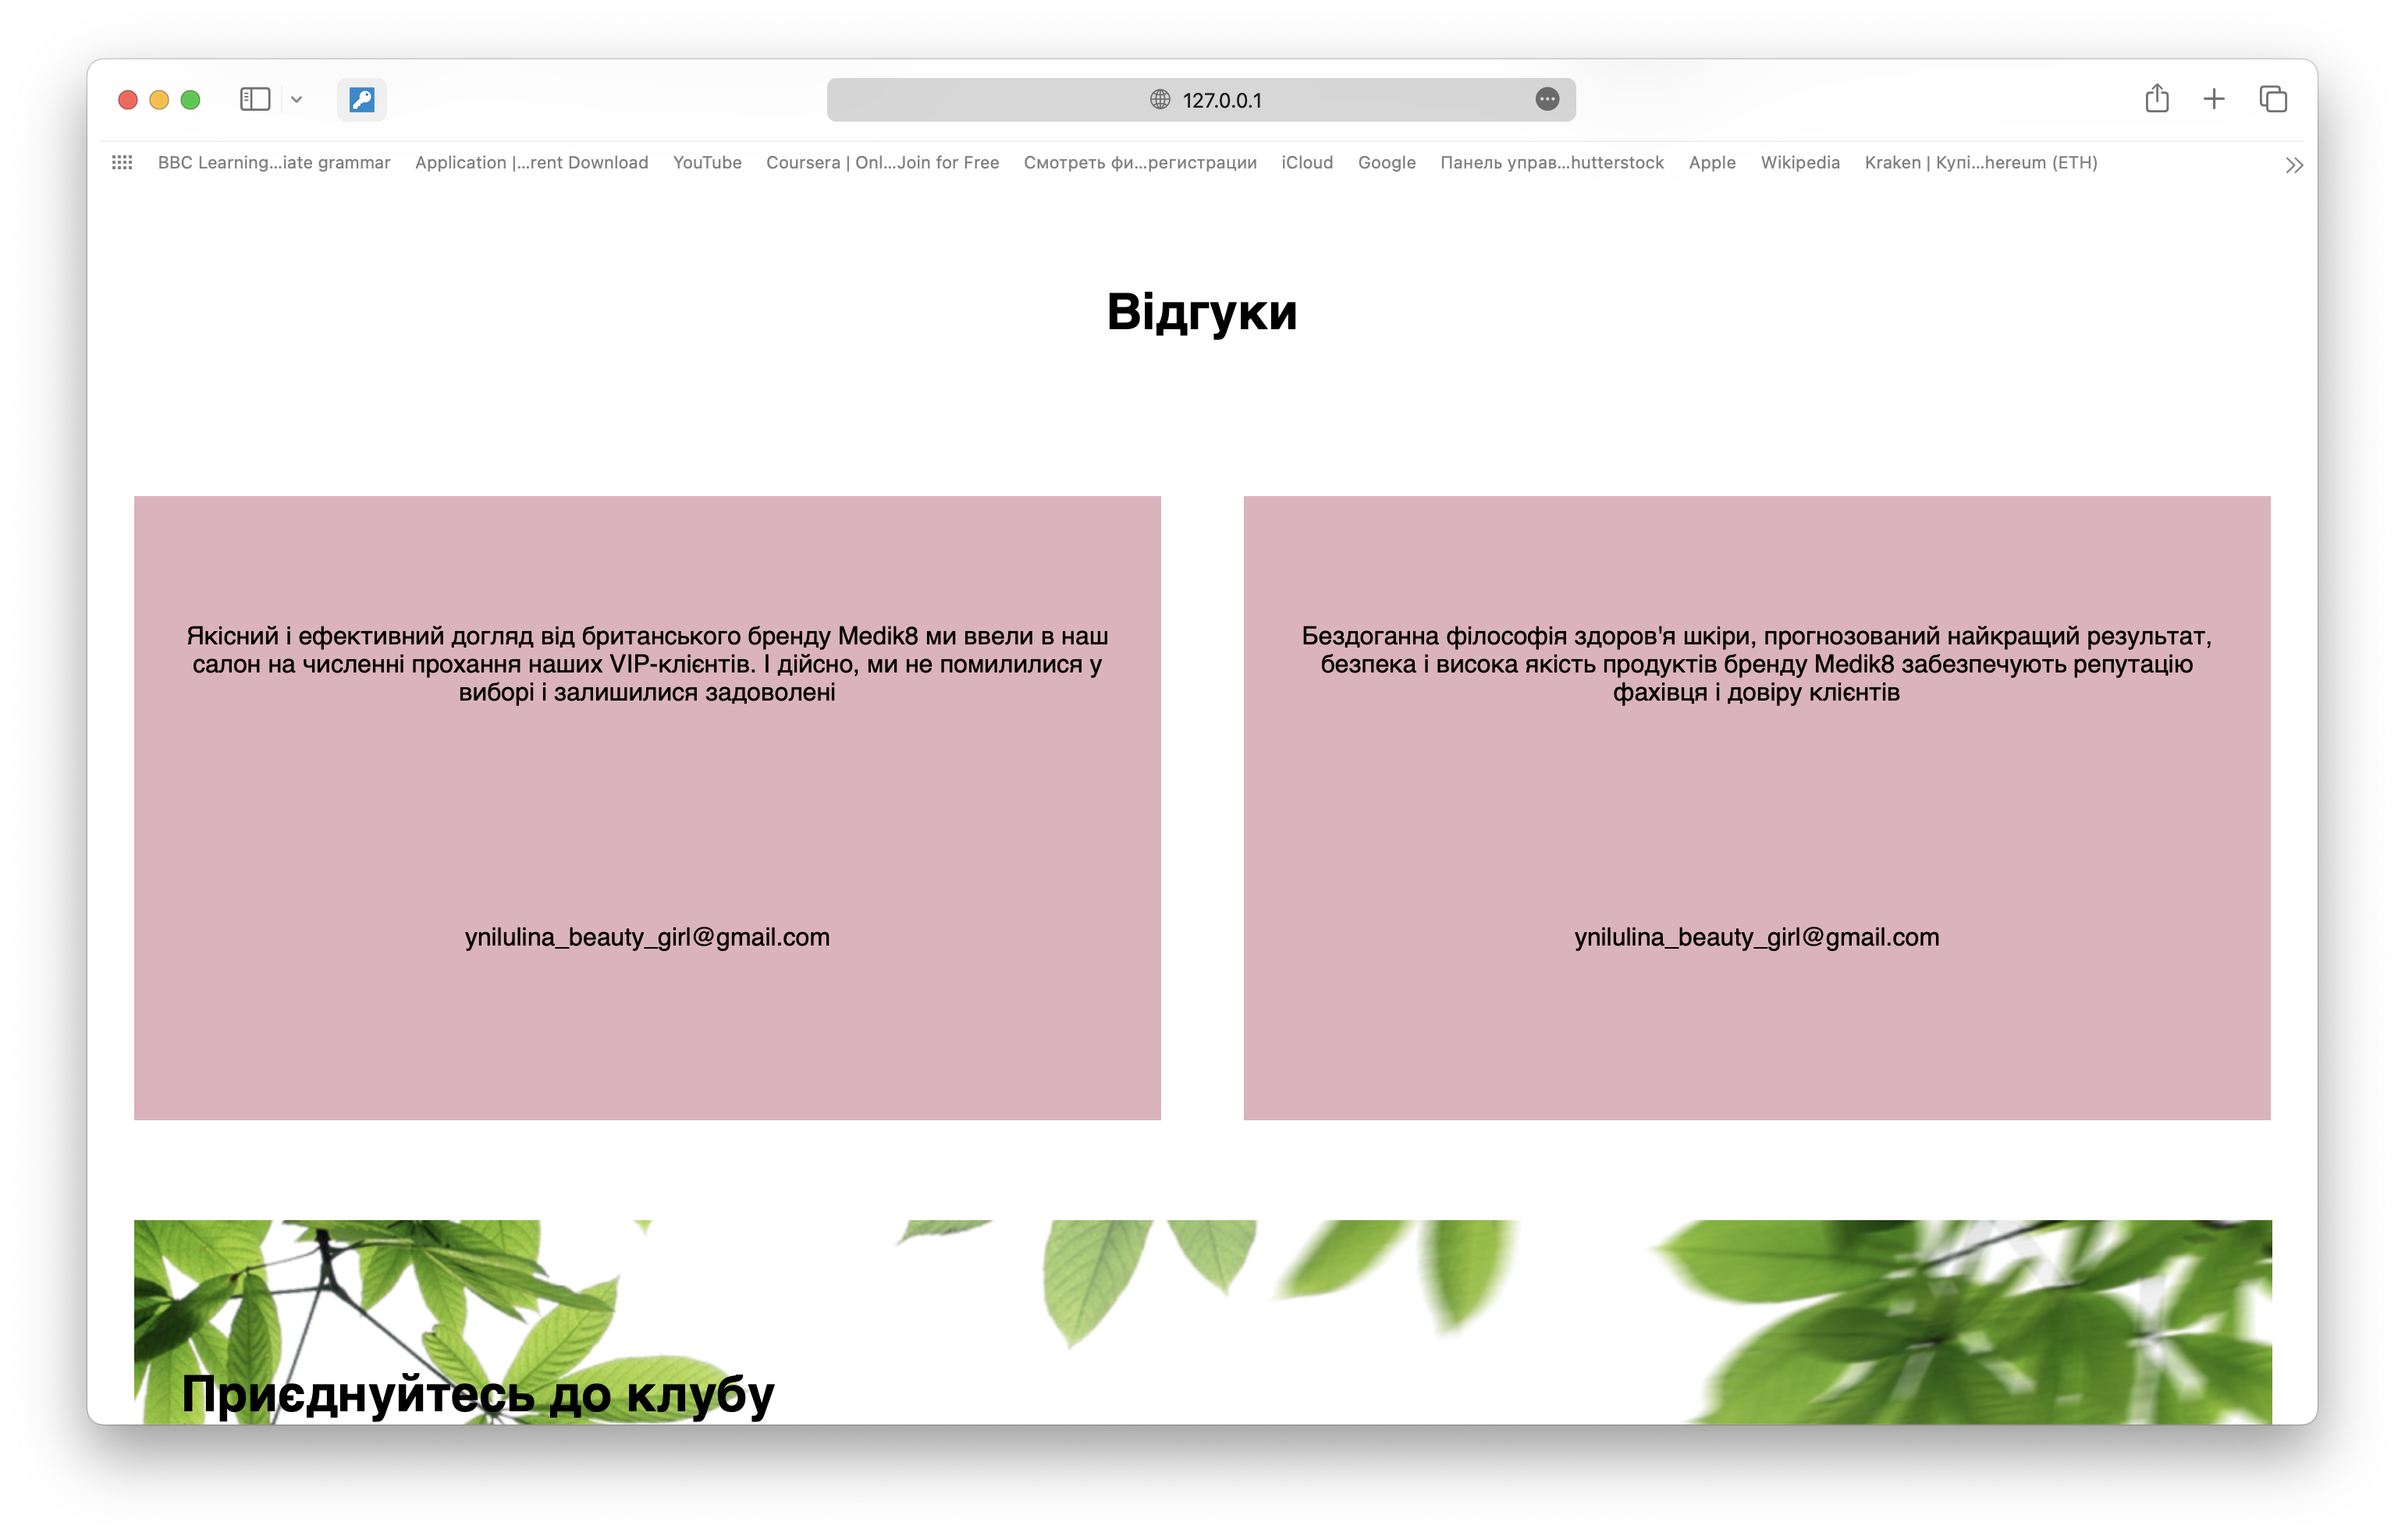 127.0.0.1
BBC Learning...iate grammar Application |...rent Download YouTube Coursera | Onl...Join for Free Смотреть фи...регистрации iCloud Google Панель управ...hutterstock Apple Wikipedia Kraken | Купі...hereum (ETH)
Відгуки
Якісний і ефективний догляд від британського бренду Medik8 ми ввели в наш
салон на численні прохання наших VIP-клієнтів. І дійсно, ми не помилилися у
виборі і залишилися задоволені
ynilulina_beauty_girl@gmail.com
Бездоганна філософія здоров'я шкіри, прогнозований найкращий результат,
безпека і висока якість продуктів бренду Medik8 забезпечують репутацію
фахівця і довіру клієнтів
ynilulina_beauty_girl@gmail.com
Приєднуйтесь до клубу